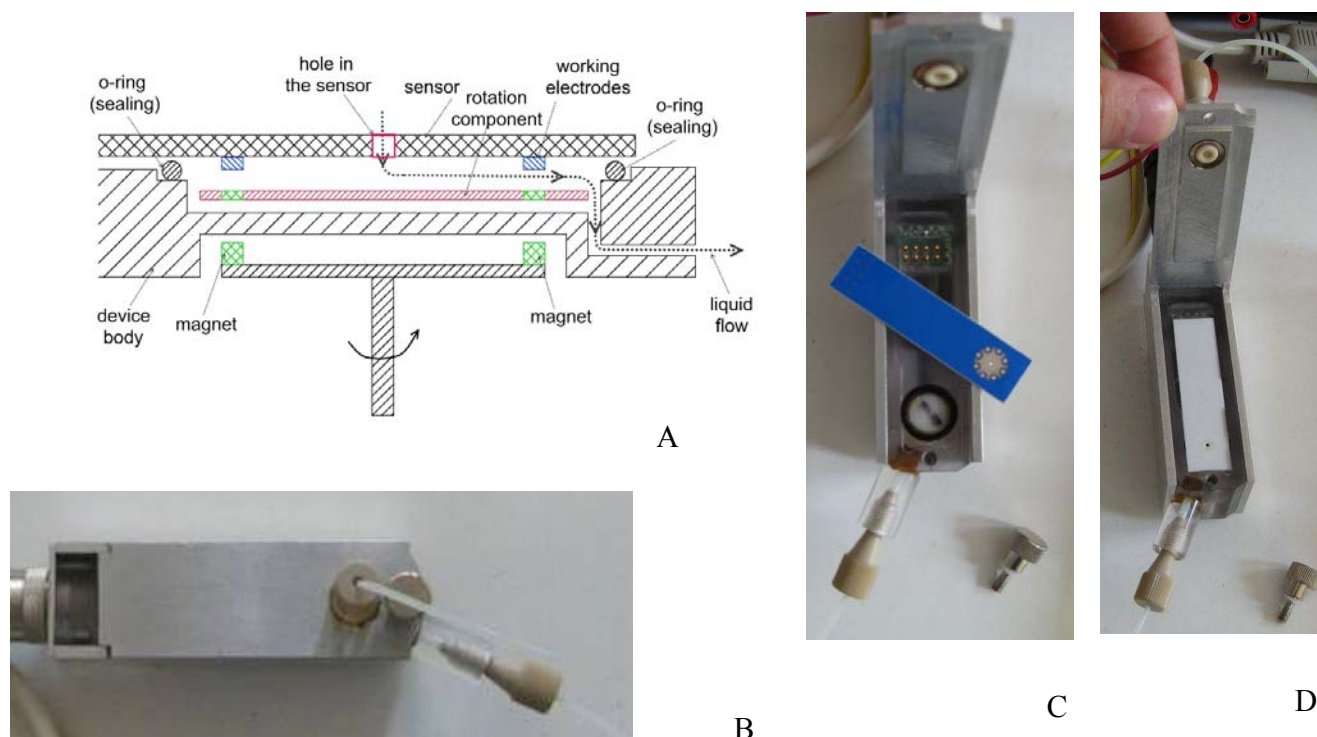 hole in
the sensor
sensor
working
electrodes
o-ring
(sealing)
rotation
component
o-ring
(sealing)
device
body
magnet
magnet
liquid
flow
A
B
C
D